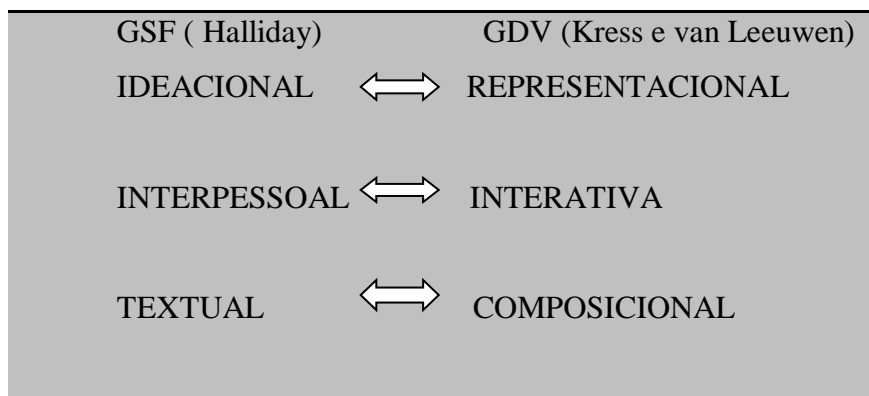 GSF ( Halliday) GDV (Kress e van Leeuwen)
IDEACIONAL REPRESENTACIONAL
INTERPESSOAL INTERATIVA
TEXTUAL COMPOSICIONAL